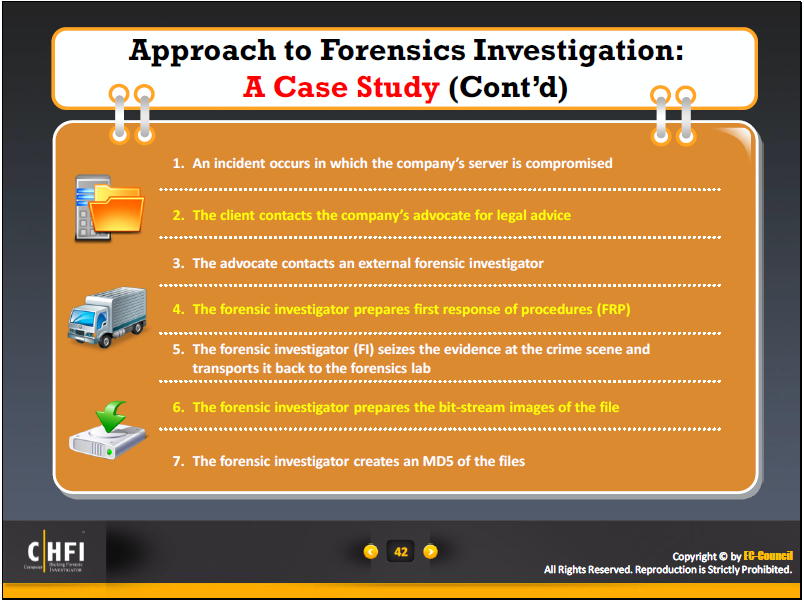 Approach to Forensics Investigation:
A Case Study (Cont’d)
1. An incident occurs in which the company’s server is compromised
2. The client contacts the company’s advocate for legal advice
3. The advocate contacts an external forensic investigator
4. The forensic investigator prepares first response of procedures (FRP)
5. The forensic investigator (FI) seizes the evidence at the crime scene and
transports it back to the forensics lab
6. The forensic investigator prepares the bit-stream images of the file
7. The forensic investigator creates an MD5 of the files
CHFI
Computer Hacking Forensic
INVESTIGATOR
42
Copyright © by EC-Council
All Rights Reserved. Reproduction is Strictly Prohibited.